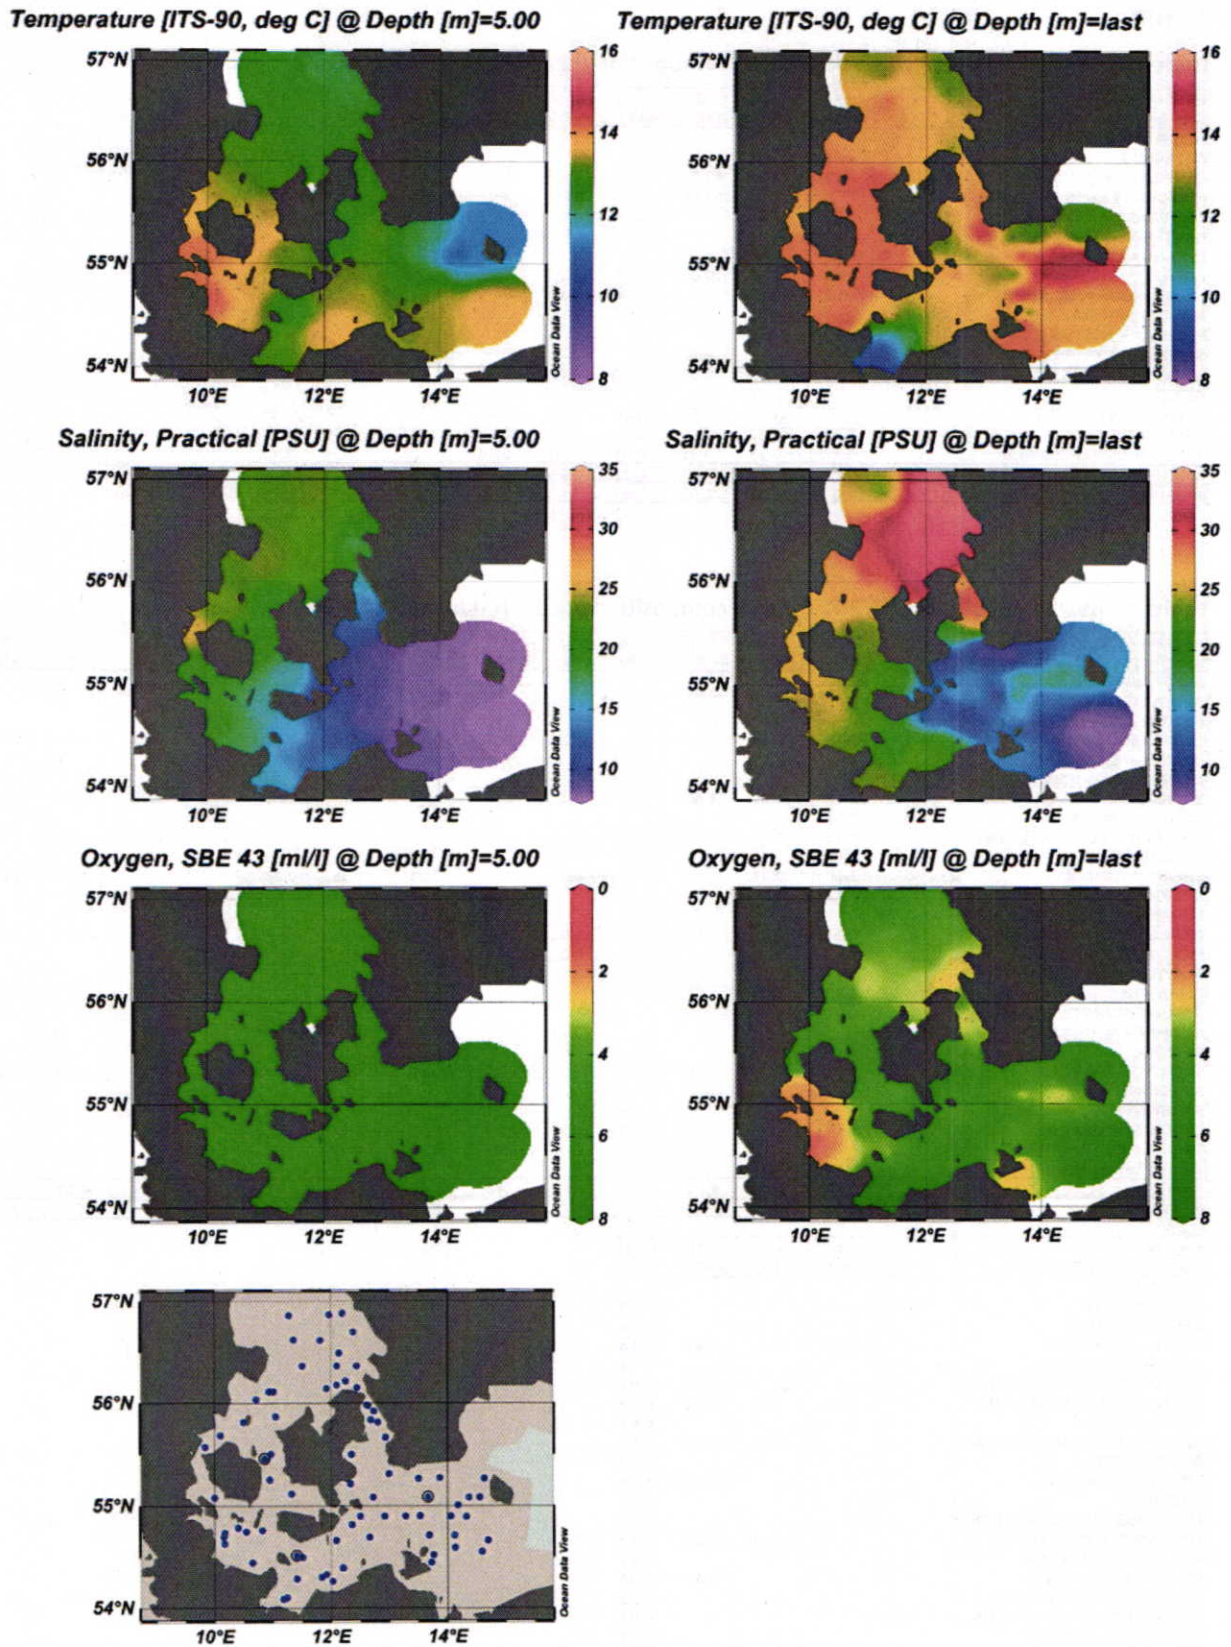 Temperature [ITS-90, deg C] @ Depth [m]=5.00
Temperature [ITS-90, deg C] @ Depth [m]=last
57°N
56°N
55°N
54°N
10°E
12°E
14°E
16
14
12
10
8
Ocean Data View
57°N
56°N
55°N
54°N
10°E
12°E
14°E
16
14
12
10
8
Ocean Data View
Salinity, Practical [PSU] @ Depth [m]=5.00
Salinity, Practical [PSU] @ Depth [m]=last
57°N
56°N
55°N
54°N
10°E
12°E
14°E
35
30
25
20
15
10
Ocean Data View
57°N
56°N
55°N
54°N
10°E
12°E
14°E
35
30
25
20
15
10
Ocean Data View
Oxygen, SBE 43 [ml/l] @ Depth [m]=5.00
Oxygen, SBE 43 [ml/l] @ Depth [m]=last
57°N
56°N
55°N
54°N
10°E
12°E
14°E
0
2
4
6
8
Ocean Data View
57°N
56°N
55°N
54°N
10°E
12°E
14°E
0
2
4
6
8
Ocean Data View
57°N
56°N
55°N
54°N
10°E
12°E
14°E
Ocean Data View